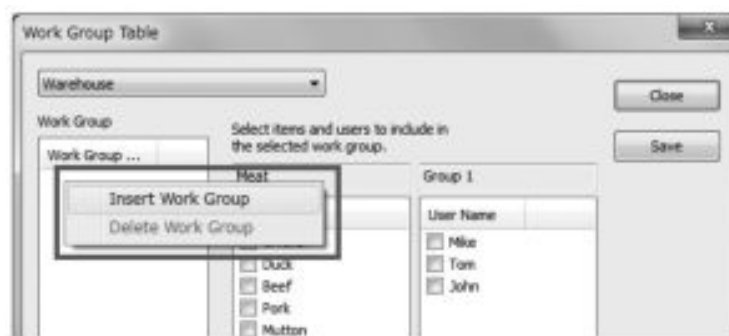 Work Group Table
x
Warehouse
Close
Work Group
Select items and users to include in
the selected work group.
Save
Work Group ...
Meat
Group 1
Insert Work Group
Delete Work Group
User Name
Mike
Duck
Tom
Beef
John
Pork
Mutton